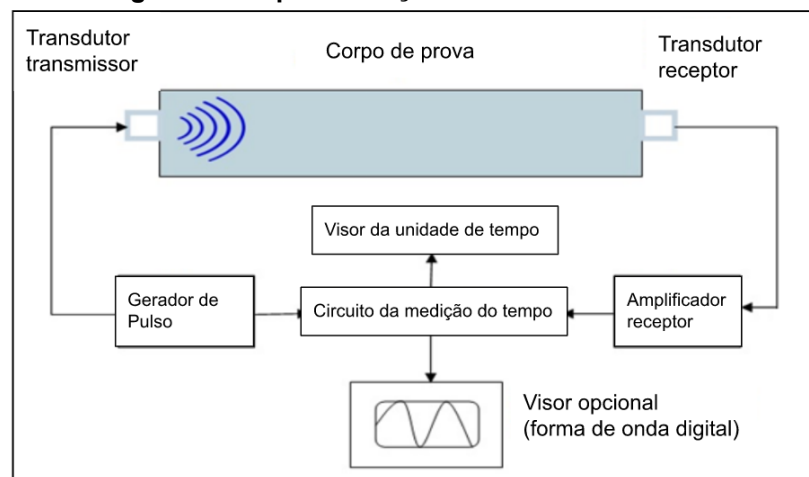 Transdutor
transmissor
Corpo de prova
Transdutor
receptor
Visor da unidade de tempo
Gerador de
Pulso
Circuito da medição do tempo
Amplificador
receptor
Visor opcional
(forma de onda digital)